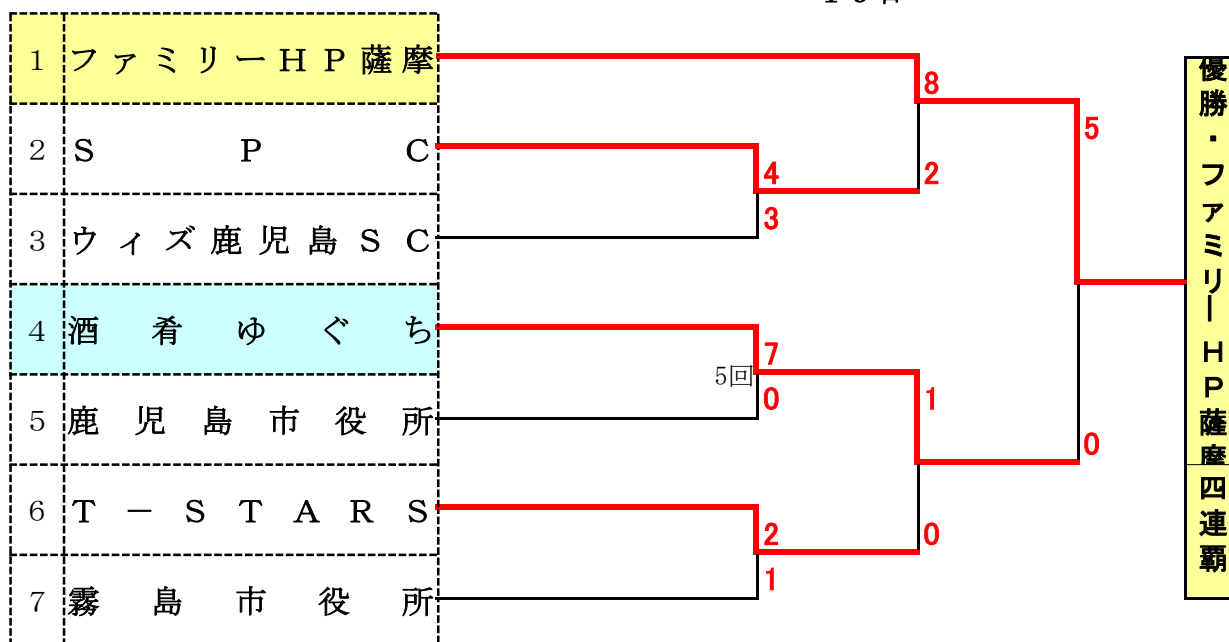 1 ファミリーHP薩摩
2 SPC
3 ウィズ鹿児島SC
4 酒肴ゆぐち
5 鹿児島市役所
6 T－STARS
7 霧島市役所
8
2
4
3
5
0
5回
7
0
1
0
2
1
優勝・ファミリーHP薩摩
四連覇